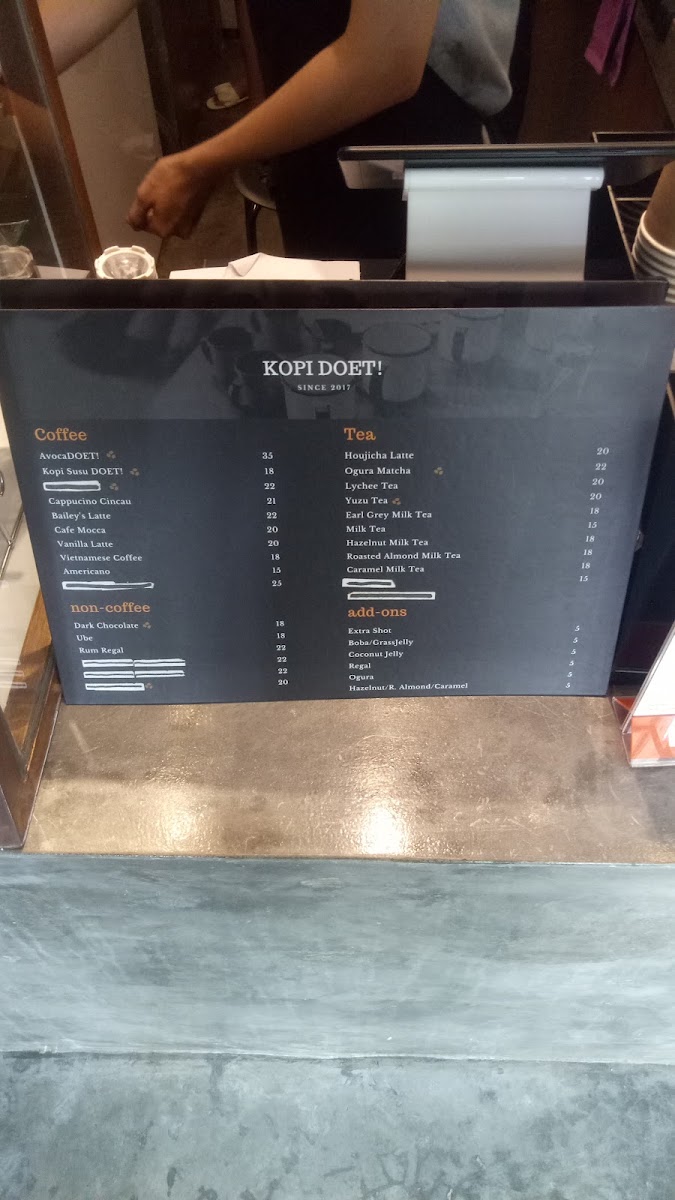 KOPI DOET!
SINCE 2017
Coffee
AvocaDOET! 35
Kopi Susu DOET! 18
22
Cappucino Cincau 21
Bailey's Latte 22
Cafe Mocca 20
Vanilla Latte 20
Vietnamese Coffee 18
Americano 15
25
non-coffee
Dark Chocolate 18
Ube 18
Rum Regal 22
22
22
20
Tea
Houjicha Latte 20
Ogura Matcha 22
Lychee Tea 20
Yuzu Tea 20
Earl Grey Milk Tea 18
Milk Tea 15
Hazelnut Milk Tea 18
Roasted Almond Milk Tea 18
Caramel Milk Tea 18
15
add-ons
Extra Shot 5
Boba/GrassJelly 5
Coconut Jelly 5
Regal 5
Ogura 5
Hazelnut/R. Almond/Caramel 5